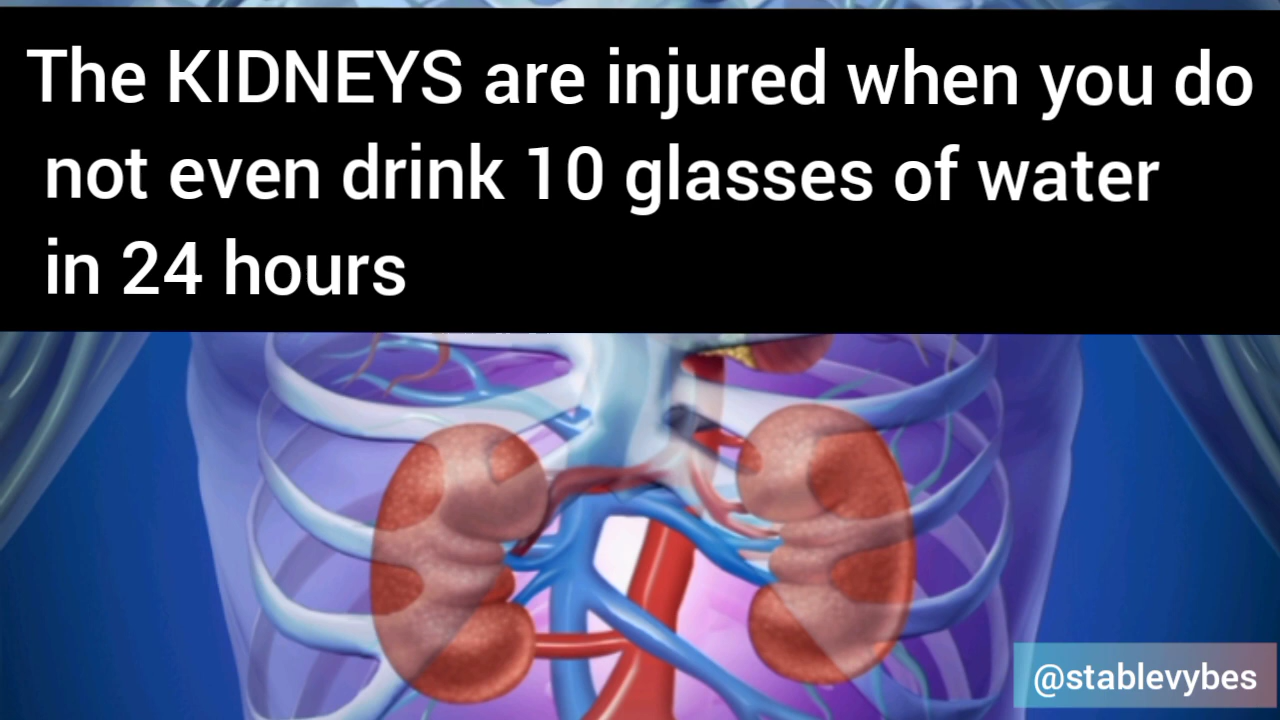 The KIDNEYS are injured when you do
not even drink 10 glasses of water
in 24 hours
@stablevybes